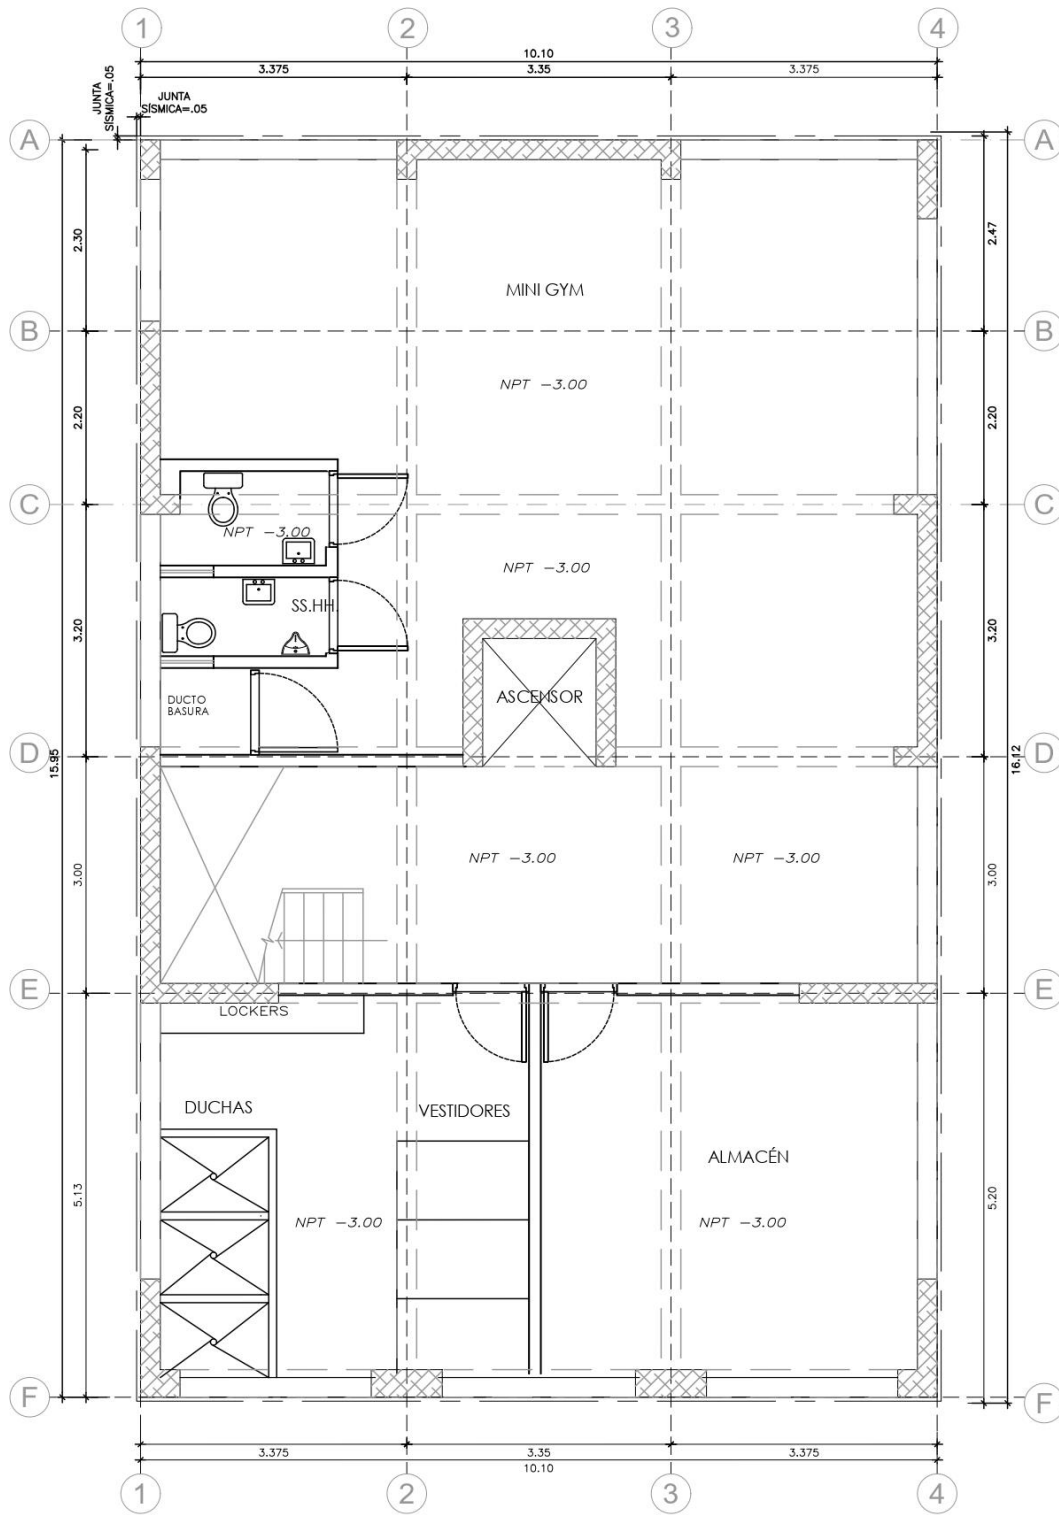 1 2 3 4
10.10
3.375 3.35 3.375
JUNTA
SÍSMICA=.05
JUNTA
SÍSMICA=.05
A A
2.30 2.47
MINI GYM
B B
NPT -3.00
2.20 2.20
C C
NPT -3.00
NPT -3.00
SS.HH.
3.20 3.20
DUCTO
BASURA
ASCENSOR
D D
15.95 16.12
NPT -3.00 NPT -3.00
3.00 3.00
E E
LOCKERS
DUCHAS VESTIDORES
ALMACÉN
5.13 5.20
NPT -3.00 NPT -3.00
F F
3.375 3.35 3.375
10.10
1 2 3 4